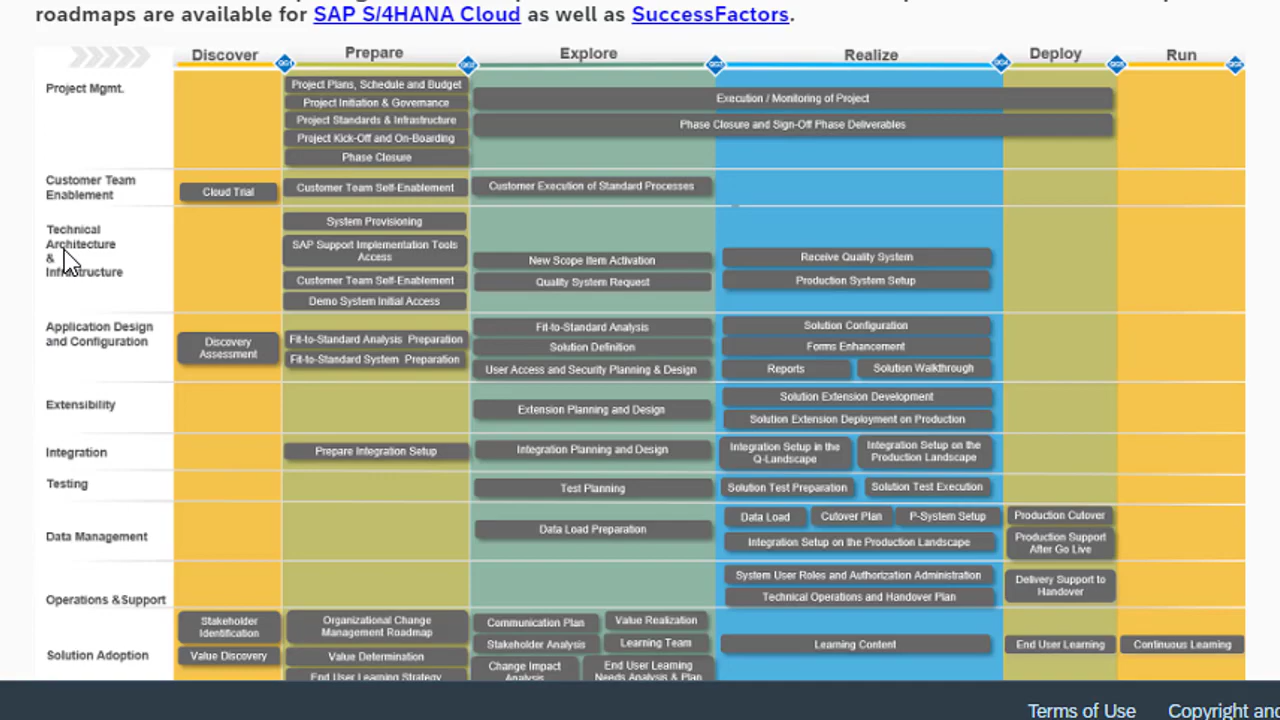 roadmaps are available for SAP S/4HANA Cloud as well as SuccessFactors.
Discover Prepare Explore Realize Deploy Run
Project Mgmt.
Project Plans, Schedule and Budget
Project Initiation & Governance
Project Standards & Infrastructure
Project Kick-Off and On-Boarding
Phase Closure
Execution / Monitoring of Project
Phase Closure and Sign-Off Phase Deliverables
Customer Team
Enablement
Cloud Trial
Customer Team Self-Enablement
Customer Execution of Standard Processes
Technical
Architecture
&
Infrastructure
System Provisioning
SAP Support Implementation Tools
Access
Customer Team Self-Enablement
Demo System Initial Access
New Scope Item Activation
Quality System Request
Receive Quality System
Production System Setup
Application Design
and Configuration
Discovery
Assessment
Fit-to-Standard Analysis Preparation
Fit-to-Standard System Preparation
Fit-to-Standard Analysis
Solution Definition
User Access and Security Planning & Design
Solution Configuration
Forms Enhancement
Reports
Solution Walkthrough
Extensibility
Extension Planning and Design
Solution Extension Development
Solution Extension Deployment on Production
Integration
Prepare Integration Setup
Integration Planning and Design
Integration Setup in the
Q-Landscape
Integration Setup on the
Production Landscape
Testing
Test Planning
Solution Test Preparation
Solution Test Execution
Data Management
Data Load Preparation
Data Load
Cutover Plan
P-System Setup
Integration Setup on the Production Landscape
Production Cutover
Production Support
After Go Live
Operations &Support
System User Roles and Authorization Administration
Technical Operations and Handover Plan
Delivery Support to
Handover
Solution Adoption
Stakeholder
Identification
Value Discovery
Organizational Change
Management Roadmap
Value Determination
End User Learning Strategy
Communication Plan
Value Realization
Stakeholder Analysis
Learning Team
Change Impact
Analysis
End User Learning
Needs Analysis & Plan
Learning Content
End User Learning
Continuous Learning
Terms of Use
Copyright and